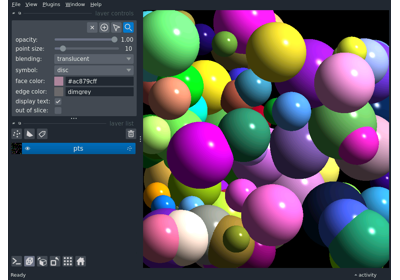 File View Plugins Window Help
layer controls
opacity: 1.00
point size: 10
blending: translucent
symbol: disc
face color: #ac879cff
edge color: dimgrey
display text:
out of slice:
layer list
pts
Ready
activity